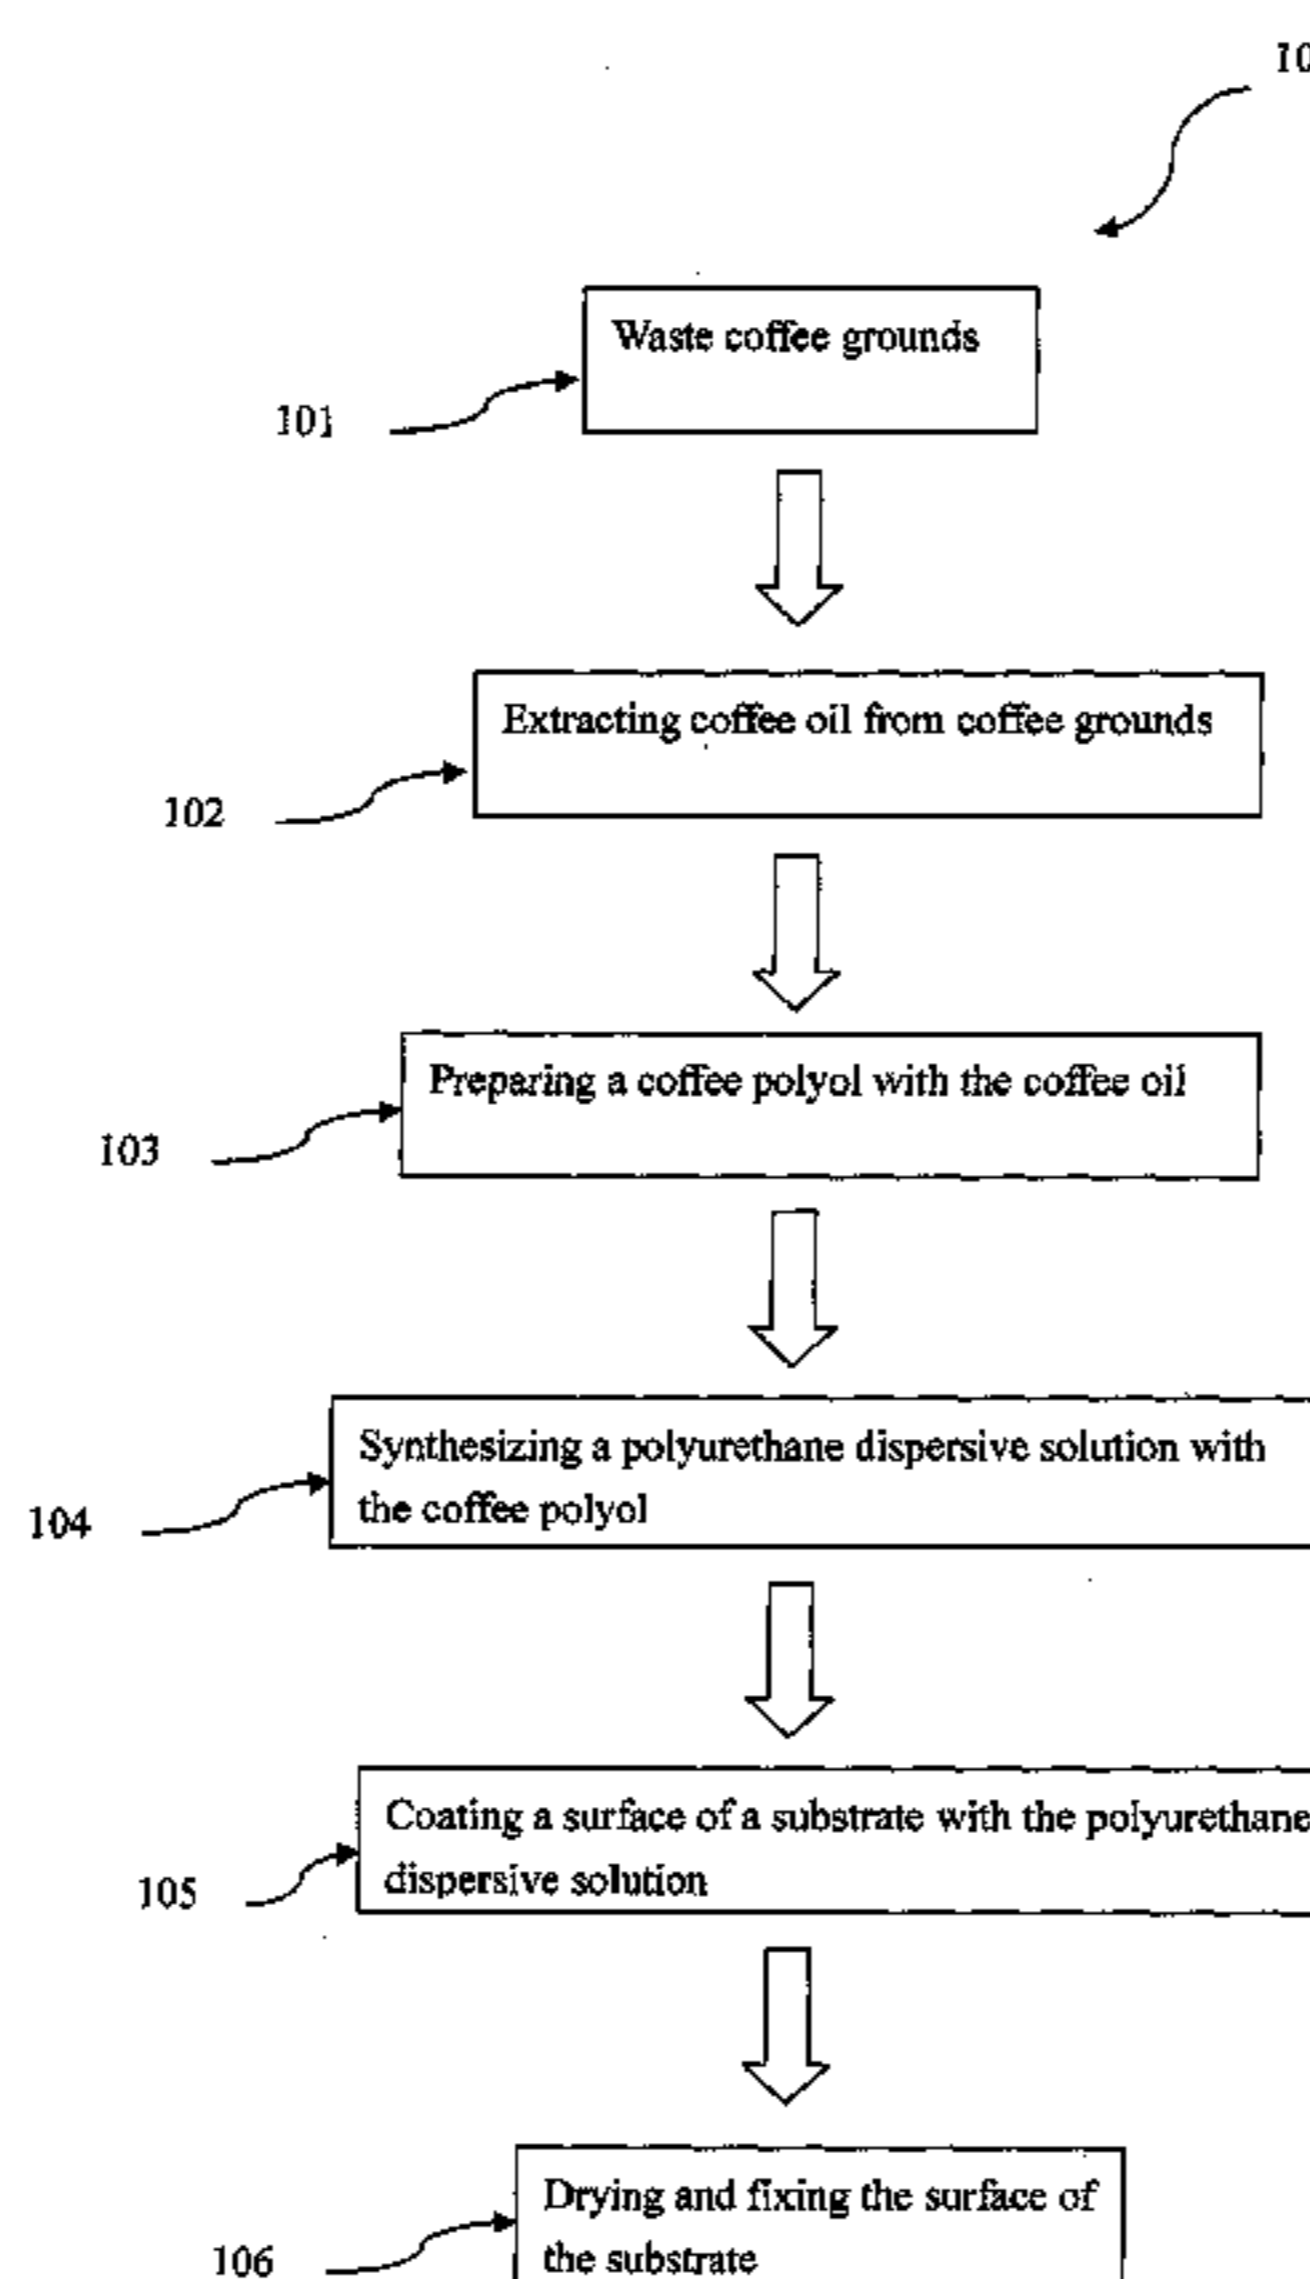 10
Waste coffee grounds
101
Extracting coffee oil from coffee grounds
102
Preparing a coffee polyol with the coffee oil
103
Synthesizing a polyurethane dispersive solution with
the coffee polyol
104
Coating a surface of a substrate with the polyurethane
dispersive solution
105
Drying and fixing the surface of
the substrate
106